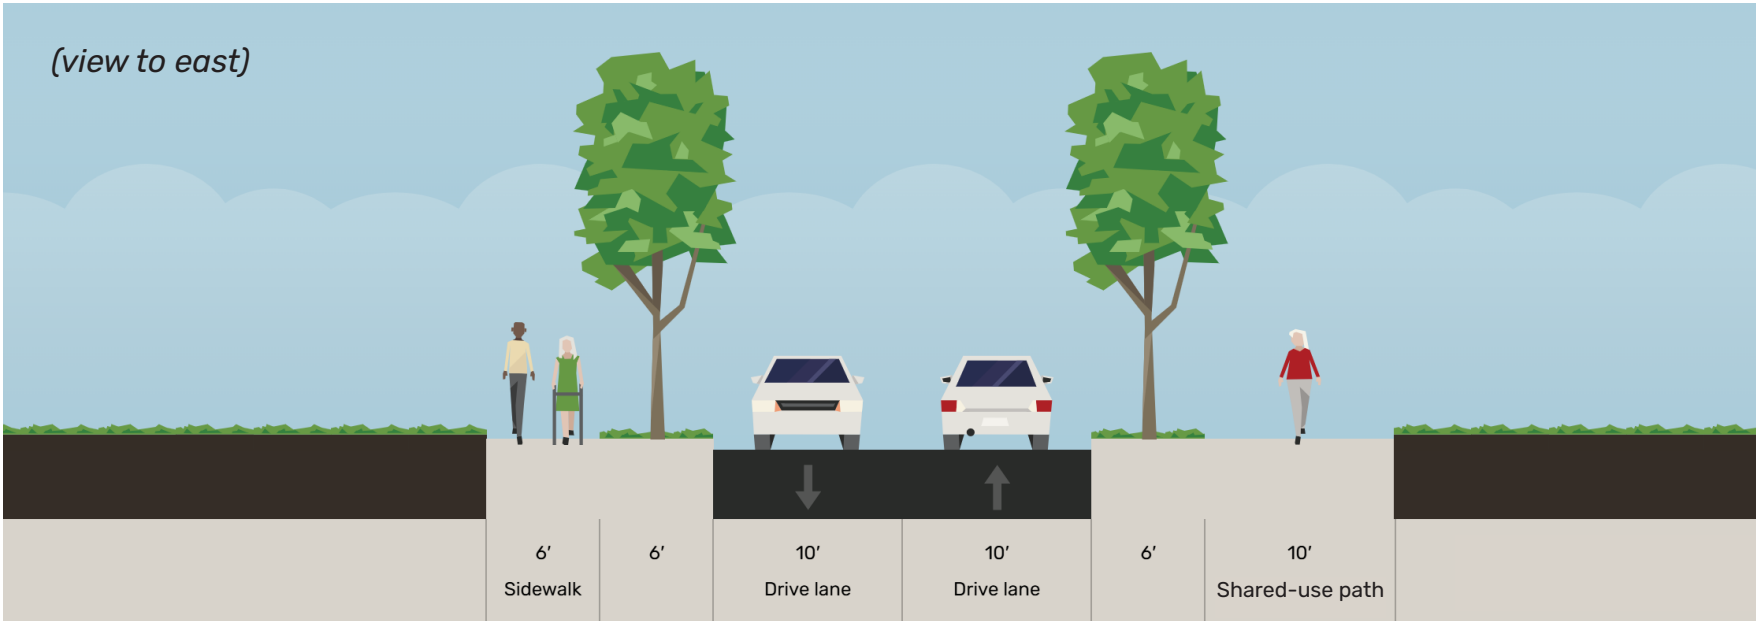 (view to east)
6’ 6’ 10’ 10’ 6’ 10’
Sidewalk Drive lane Drive lane Shared-use path